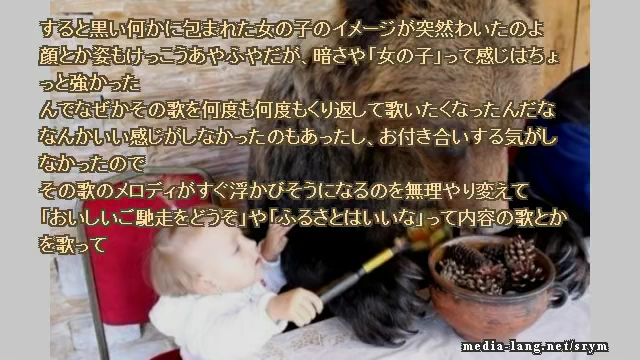 すると黒い何かに包まれた女の子のイメージが突然わいたのよ
顔とか姿もけっこうあやふやだが、暗さや「女の子」って感じはちょ
っと強かった
んでなぜかその歌を何度も何度もくり返して歌いたくなったんだな
なんかいい感じがしなかったのもあったし、お付き合いする気がし
なかったので
その歌のメロディがすぐ浮かびそうになるのを無理やり変えて
「おいしいご馳走をどうぞ」や「ふるさとはいいな」って内容の歌とか
を歌って
media-lang.net/srym